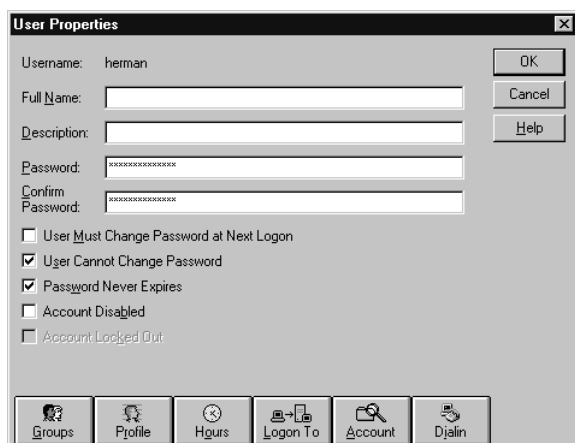 User Properties
Username: herman
OK
Full Name:
Cancel
Description:
Help
Password: **************
Confirm
Password: **************
User Must Change Password at Next Logon
User Cannot Change Password
Password Never Expires
Account Disabled
Account Locked Out
Groups Profile Hours Logon To Account Dialin